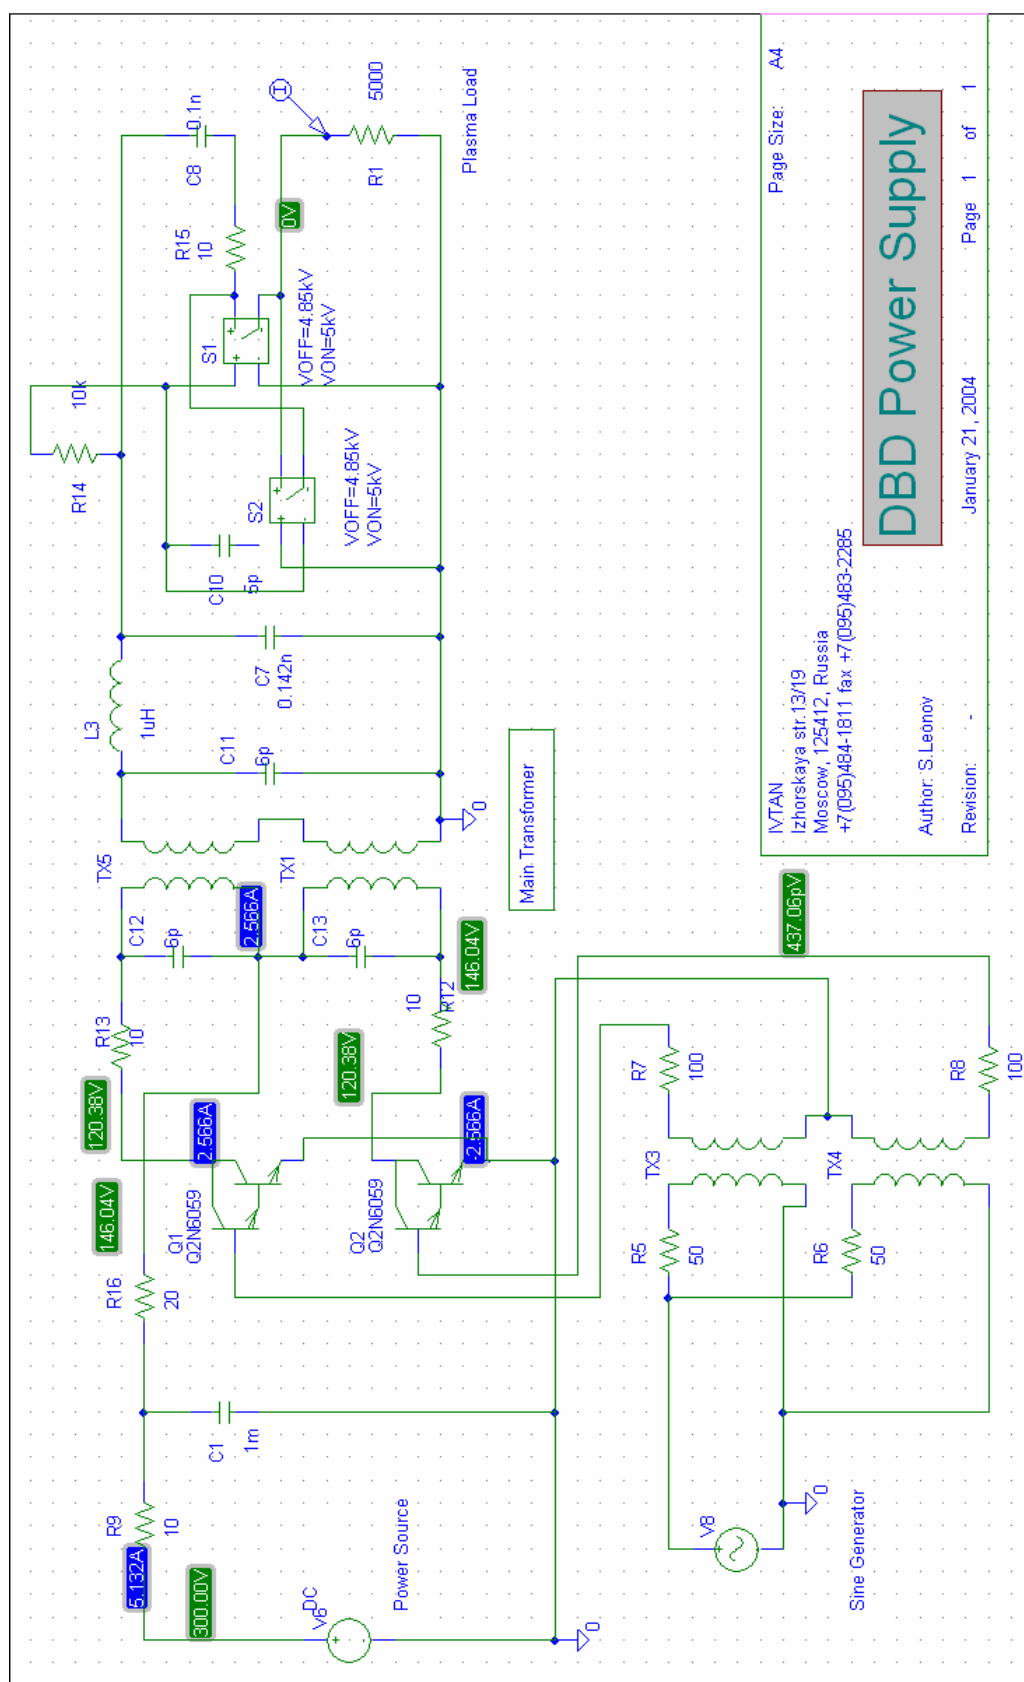 R14
10k
C8
0.1n
R15
10
S1
VOFF=4.85kV
VON=5kV
0V
I
R1
5000
Plasma Load
S2
VOFF=4.85kV
VON=5kV
C10
5p
L3
1uH
C7
0.142n
C11
6p
TX5
TX1
0
Main Transformer
C12
6p
C13
6p
2.566A
146.04V
R13
10
10
R12
120.38V
120.38V
146.04V
2.566A
-2.566A
Q1
Q2N6059
Q2
Q2N6059
R16
20
C1
1m
R9
10
5.132A
300.00V
DC
V6
Power Source
0
437.06pV
R7
100
R8
100
TX3
TX4
R5
50
R6
50
V8
0
Sine Generator
IVTAN
Izhorskaya str.13/19
Moscow, 125412, Russia
+7(095)484-1811 fax +7(095)483-2285
Author: S.Leonov
Revision: -
January 21, 2004
Page 1 of 1
Page Size: A4
DBD Power Supply